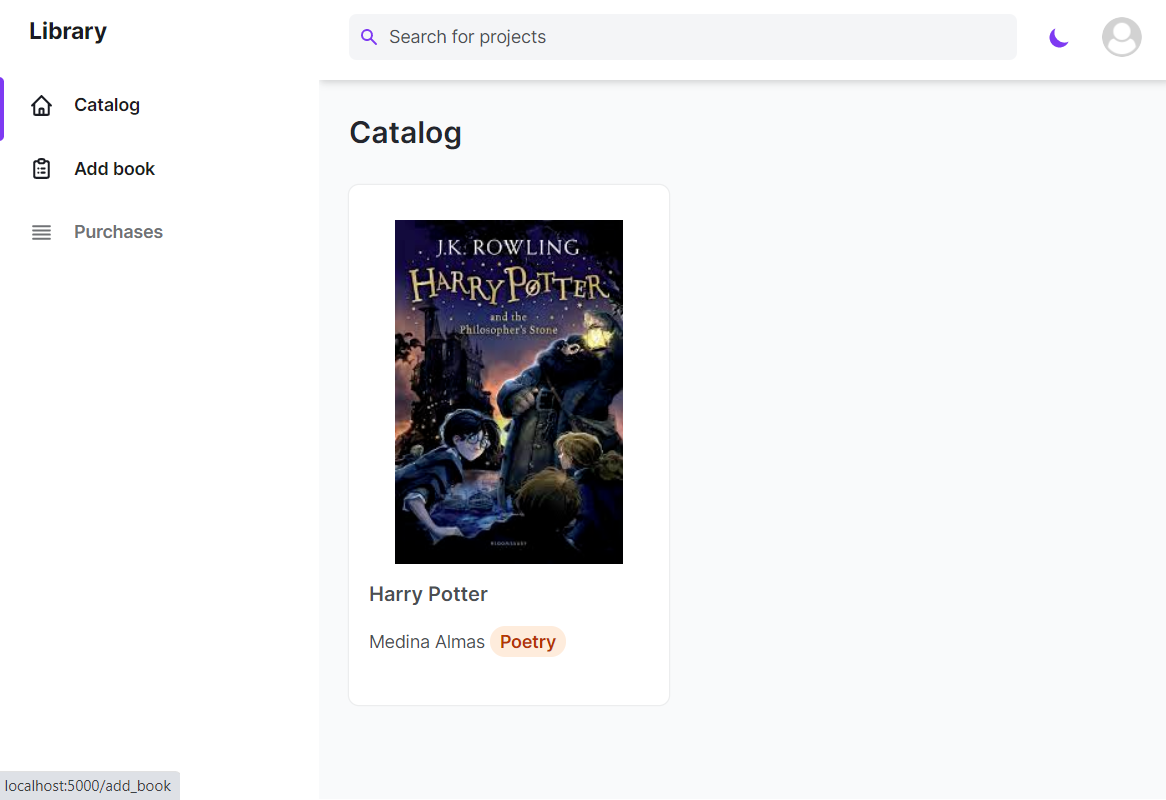 Library
Search for projects
Catalog
Add book
Purchases
Catalog
J.K. ROWLING
HARRY POTTER
and the
Philosopher's Stone
BLOOMSBURY
Harry Potter
Medina Almas Poetry
localhost:5000/add_book